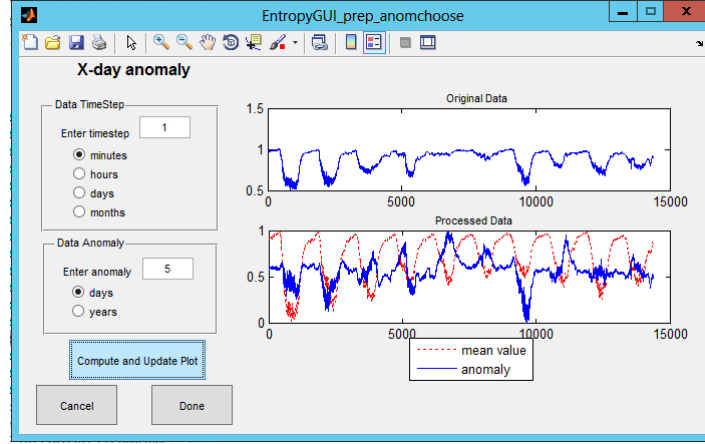 EntropyGUI_prep_anomchoose
X-day anomaly
Data TimeStep
Enter timestep 1
minutes
hours
days
months
Data Anomaly
Enter anomaly 5
days
years
Compute and Update Plot
Cancel Done
Original Data
1.5
1
0.5
0 5000 10000 15000
Processed Data
1
0.5
0
0 5000 10000 15000
mean value
anomaly